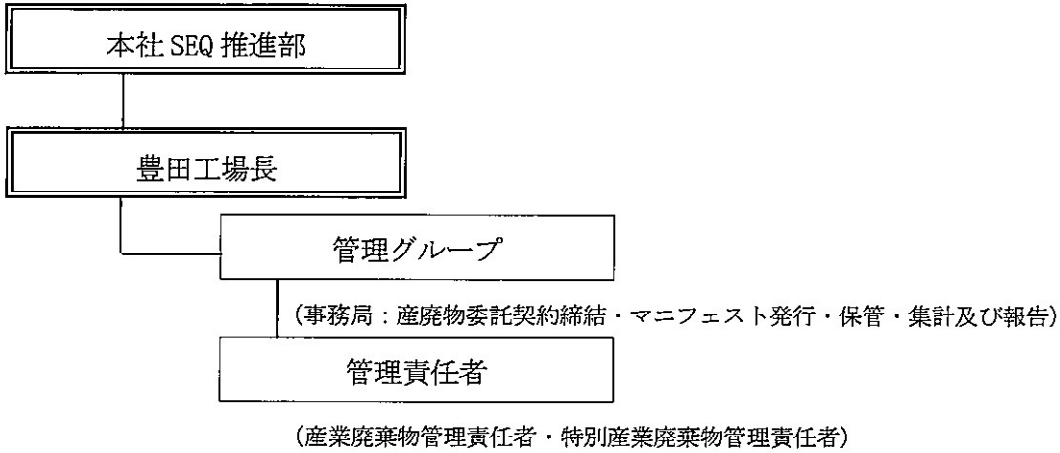 本社 SEQ 推進部
豊田工場長
管理グループ
(事務局：産廃物委託契約締結・マニフェスト発行・保管・集計及び報告)
管理責任者
(産業廃棄物管理責任者・特別産業廃棄物管理責任者)